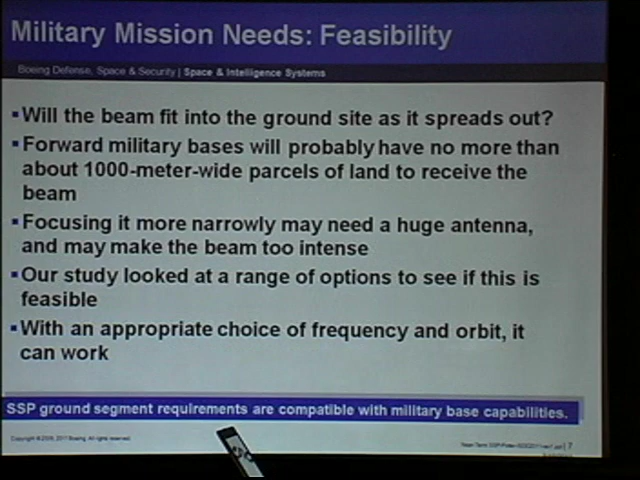 Military Mission Needs: Feasibility
Boeing Defense, Space & Security | Space & Intelligence Systems
▪Will the beam fit into the ground site as it spreads out?
▪Forward military bases will probably have no more than
about 1000-meter-wide parcels of land to receive the
beam
▪Focusing it more narrowly may need a huge antenna,
and may make the beam too intense
▪Our study looked at a range of options to see if this is
feasible
▪With an appropriate choice of frequency and orbit, it
can work
SSP ground segment requirements are compatible with military base capabilities.
Copyright © 2009, 2011 Boeing. All rights reserved.
| 7